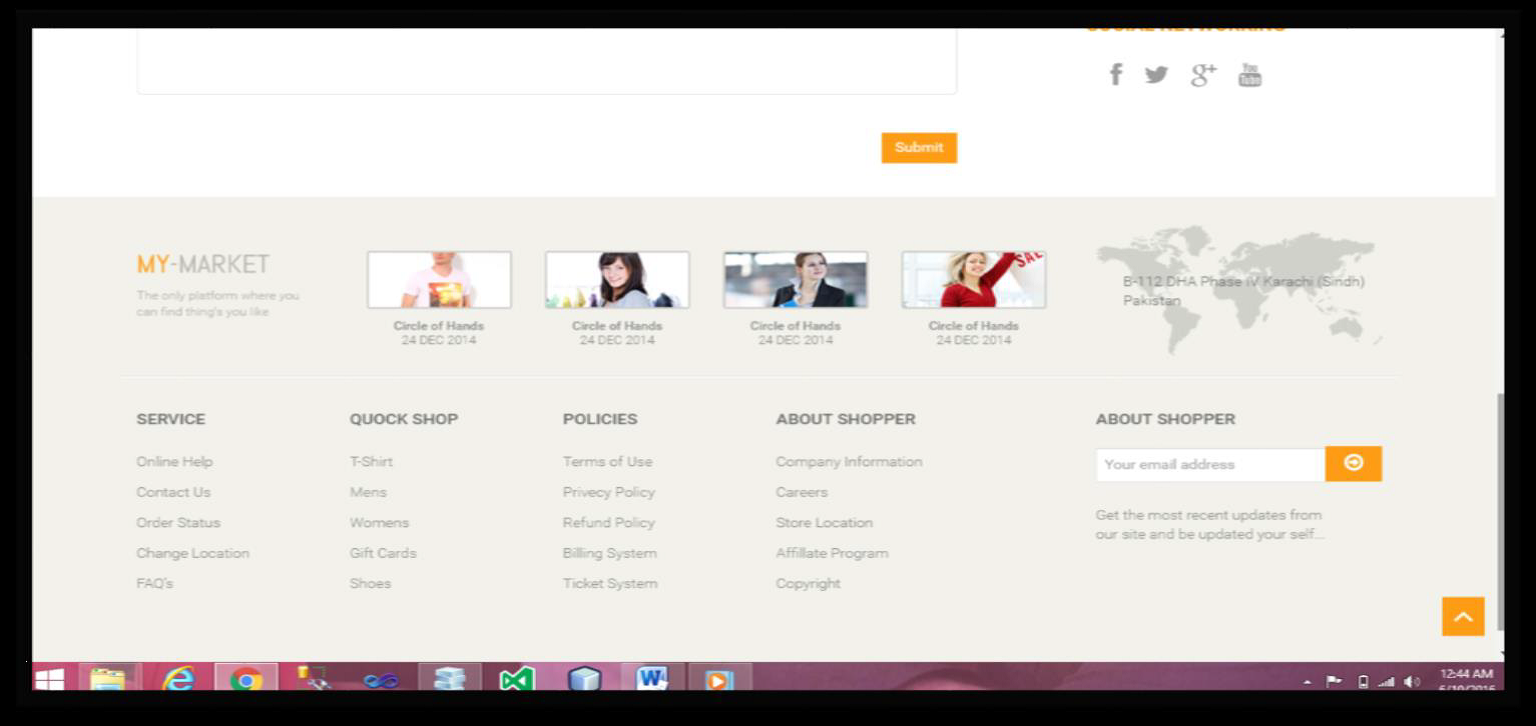 SOCIAL NETWORKING
f g+ You Tube
Submit
MY-MARKET
The only platform where you
can find thing's you like
Circle of Hands
24 DEC 2014
Circle of Hands
24 DEC 2014
Circle of Hands
24 DEC 2014
SALE
Circle of Hands
24 DEC 2014
B-112 DHA Phase iV Karachi (Sindh)
Pakistan
SERVICE
Online Help
Contact Us
Order Status
Change Location
FAQ's
QUOCK SHOP
T-Shirt
Mens
Womens
Gift Cards
Shoes
POLICIES
Terms of Use
Privecy Policy
Refund Policy
Billing System
Ticket System
ABOUT SHOPPER
Company Information
Careers
Store Location
Affillate Program
Copyright
ABOUT SHOPPER
Your email address
Get the most recent updates from
our site and be updated your self...
12:44 AM
6/10/2016